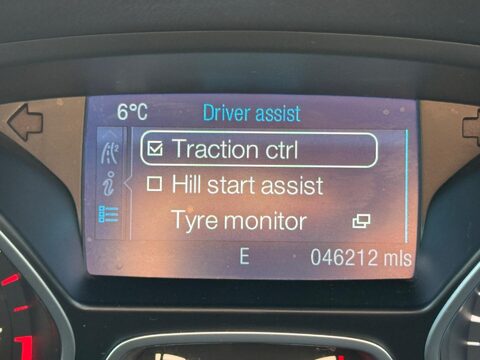 6°C Driver assist
Traction ctrl
Hill start assist
Tyre monitor
E 046212 mls